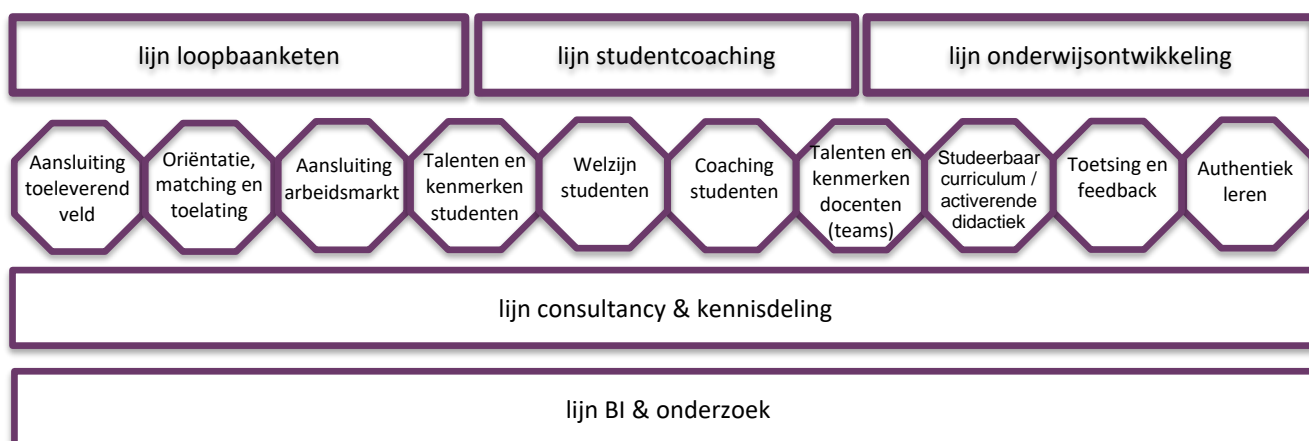 lijn loopbaanketen
lijn studentcoaching
lijn onderwijsontwikkeling
Aansluiting
toeleverend
veld
Oriëntatie,
matching en
toelating
Aansluiting
arbeidsmarkt
Talenten en
kenmerken
studenten
Welzijn
studenten
Coaching
studenten
Talenten en
kenmerken
docenten
(teams)
Studeerbaar
curriculum /
activerende
didactiek
Toetsing en
feedback
Authentiek
leren
lijn consultancy & kennisdeling
lijn BI & onderzoek